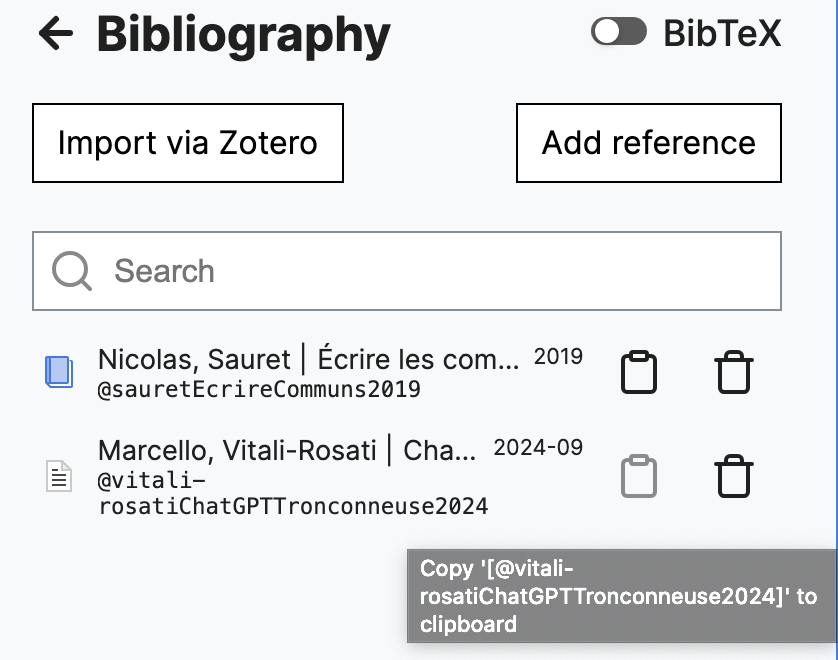 Bibliography
BibTeX
Import via Zotero
Add reference
Search
Nicolas, Sauret | Écrire les com... 2019
@sauretEcrireCommuns2019
Marcello, Vitali-Rosati | Cha... 2024-09
@vitali-
rosatiChatGPTTronconneuse2024
Copy '[@vitali-
rosatiChatGPTTronconneuse2024]' to
clipboard